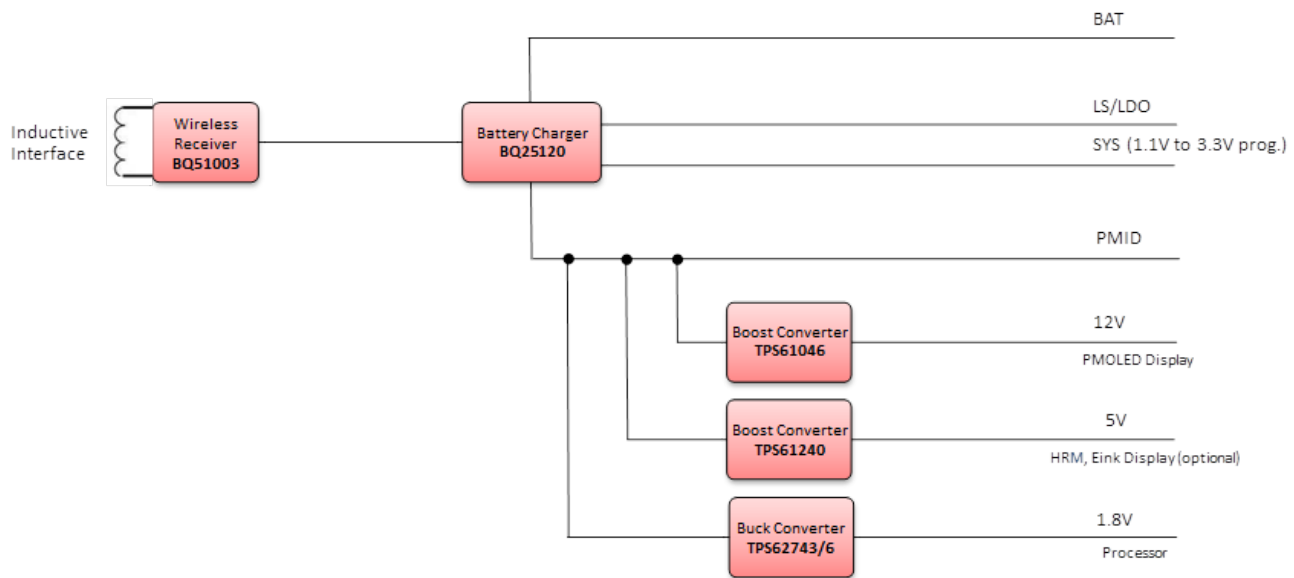 BAT
Inductive
Interface
Wireless
Receiver
BQ51003
Battery Charger
BQ25120
LS/LDO
SYS (1.1V to 3.3V prog.)
PMID
Boost Converter
TPS61046
12V
PMOLED Display
Boost Converter
TPS61240
5V
HRM, Eink Display (optional)
Buck Converter
TPS62743/6
1.8V
Processor